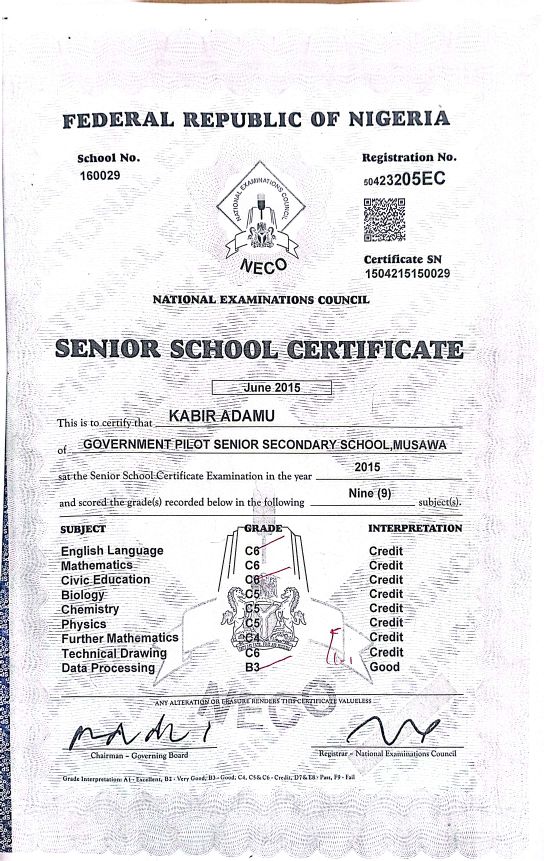 FEDERAL REPUBLIC OF NIGERIA
School No.
160029
Registration No.
50423205EC
NATIONAL EXAMINATIONS COUNCIL
NECO
Certificate SN
1504215150029
NATIONAL EXAMINATIONS COUNCIL
SENIOR SCHOOL CERTIFICATE
June 2015
This is to certify that KABIR ADAMU
of GOVERNMENT PILOT SENIOR SECONDARY SCHOOL,MUSAWA
sat the Senior School Certificate Examination in the year 2015
and scored the grade(s) recorded below in the following Nine (9) subject(s).
SUBJECT GRADE INTERPRETATION
English Language C6 Credit
Mathematics C6 Credit
Civic Education C6 Credit
Biology C5 Credit
Chemistry C5 Credit
Physics C5 Credit
Further Mathematics C4 Credit
Technical Drawing C6 Credit
Data Processing B3 Good
ANY ALTERATION OR ERASURE RENDERS THIS CERTIFICATE VALUELESS
NECO
Chairman - Governing Board
Registrar - National Examinations Council
Grade Interpretation: A1 - Excellent, B2 - Very Good, B3 - Good, C4, C5 & C6 - Credit, D7 & E8 - Pass, F9 - Fail